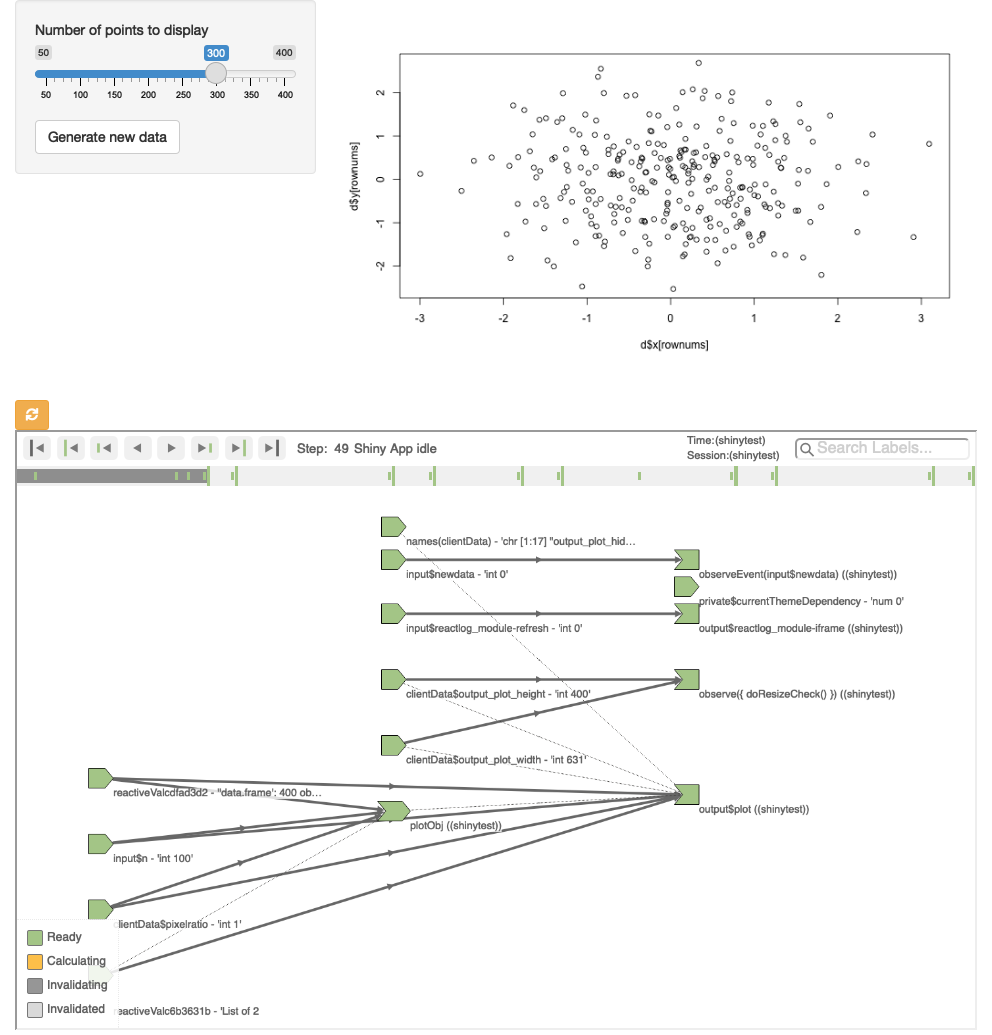 Number of points to display
50 300 400
50 100 150 200 250 300 350 400
Generate new data
d$y[rownums]
2
1
0
-1
-2
-3 -2 -1 0 1 2 3
d$x[rownums]
Step: 49 Shiny App idle
Time:(shinytest)
Session:(shinytest)
Search Labels...
names(clientData) - 'chr [1:17] "output_plot_hid...
input$newdata - 'int 0'
observeEvent(input$newdata) ((shinytest))
private$currentThemeDependency - 'num 0'
input$reactlog_module-refresh - 'int 0'
output$reactlog_module-iframe ((shinytest))
clientData$output_plot_height - 'int 400'
observe({ doResizeCheck() }) ((shinytest))
clientData$output_plot_width - 'int 631'
reactiveValcdfad3d2 - "data.frame': 400 ob...
output$plot ((shinytest))
plotObj ((shinytest))
input$n - 'int 100'
lientData$pixelratio - 'int 1'
Ready
Calculating
Invalidating
Invalidated
eactiveValc6b3631b - 'List of 2